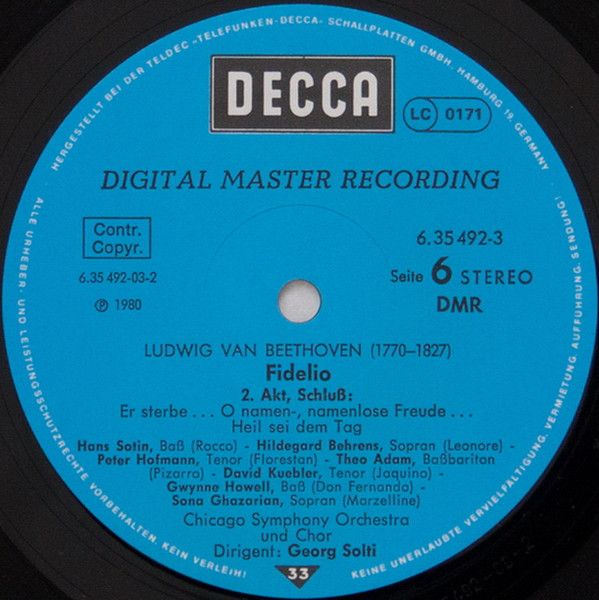 HERGESTELLT BEI DER TELDEC »TELEFUNKEN-DECCA« SCHALLPLATTEN GMBH, HAMBURG 19, GERMANY ·
ALLE URHEBER- UND LEISTUNGSSCHUTZRECHTE VORBEHALTEN. KEIN VERLEIH!
KEINE UNERLAUBTE VERVIELFÄLTIGUNG, VERMIETUNG, AUFFÜHRUNG, SENDUNG!
DECCA
LC 0171
DIGITAL MASTER RECORDING
Contr.
Copyr.
6.35 492-03-2
℗ 1980
6.35 492-3
Seite 6 STEREO
DMR
LUDWIG VAN BEETHOVEN (1770–1827)
Fidelio
2. Akt, Schluß:
Er sterbe . . . O namen-, namenlose Freude . . .
Heil sei dem Tag
Hans Sotin, Baß (Rocco) - Hildegard Behrens, Sopran (Leonore) -
Peter Hofmann, Tenor (Florestan) - Theo Adam, Baßbariton
(Pizarro) - David Kuebler, Tenor (Jaquino) -
Gwynne Howell, Baß (Don Fernando) -
Sona Ghazarian, Sopran (Marzelline)
Chicago Symphony Orchestra
und Chor
Dirigent: Georg Solti
33